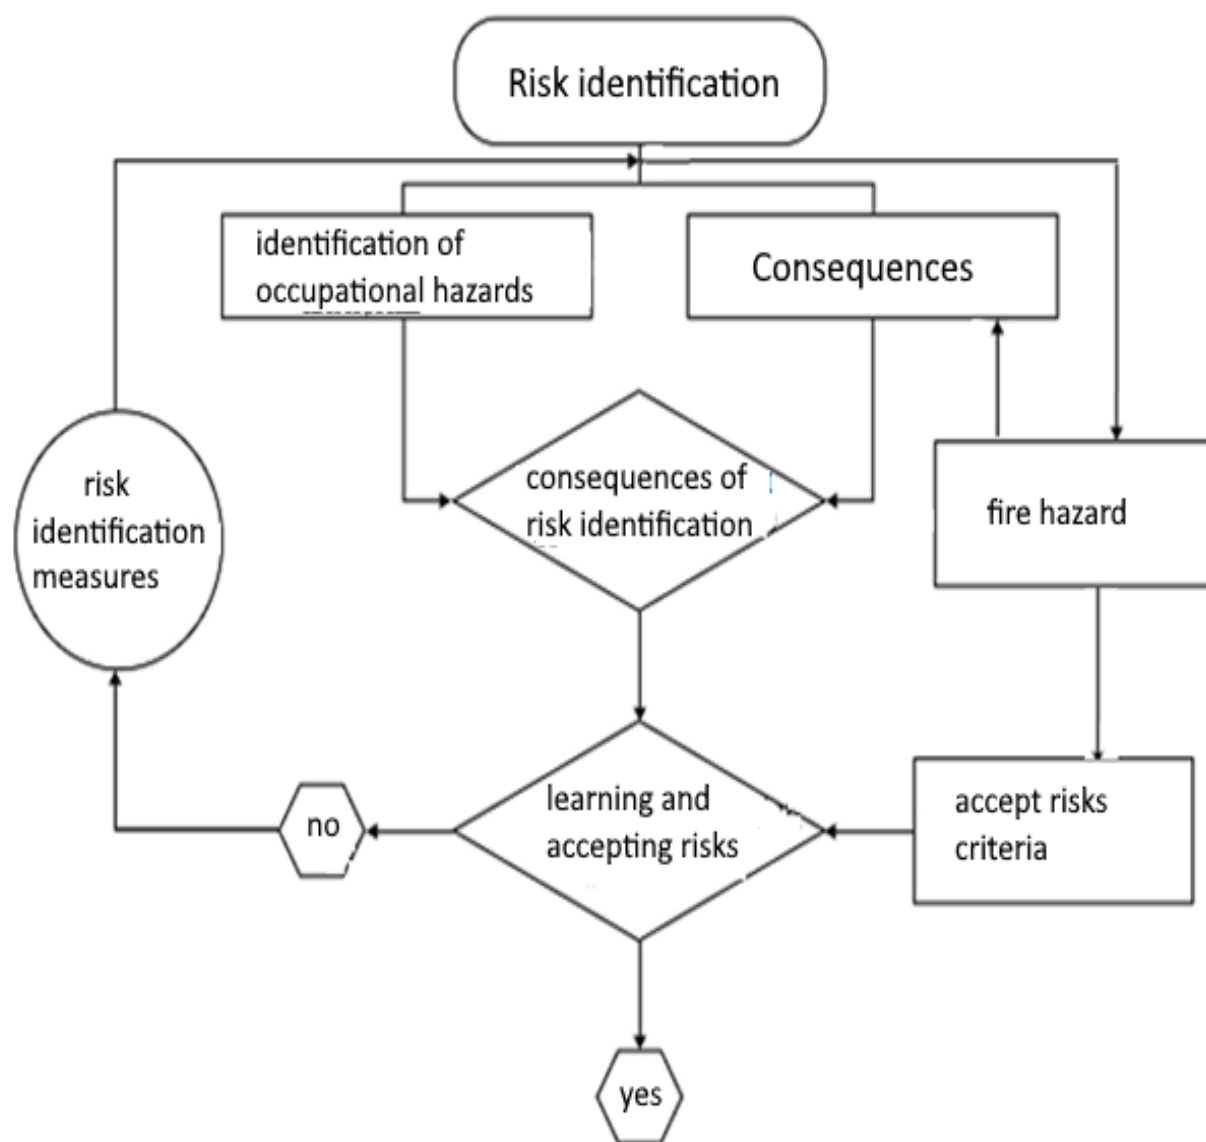 Risk identification
identification of
occupational hazards
Consequences
consequences of
risk identification
fire hazard
risk
identification
measures
learning and
accepting risks
no
accept risks
criteria
yes